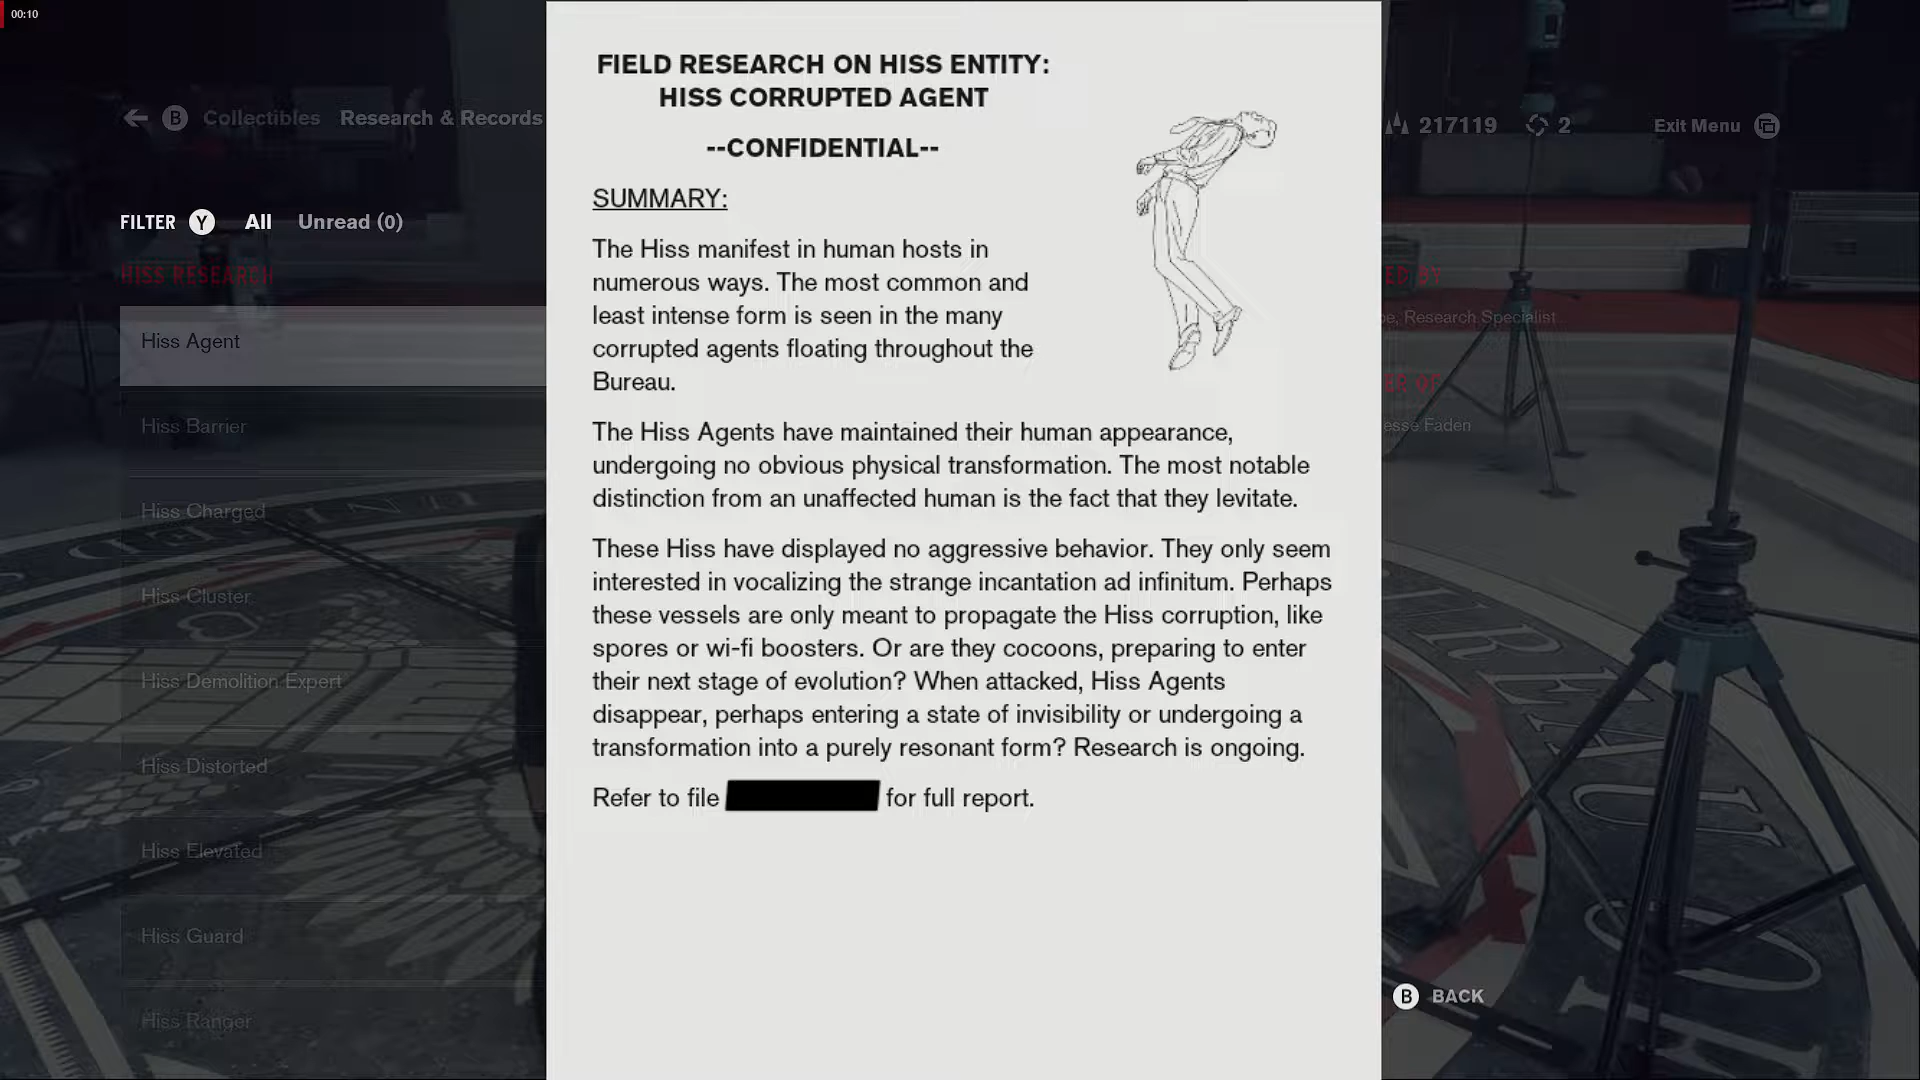 00:10
FIELD RESEARCH ON HISS ENTITY:
HISS CORRUPTED AGENT
--CONFIDENTIAL--
B Collectibles Research & Records
217119 2 Exit Menu
SUMMARY:
FILTER Y All Unread (0)
The Hiss manifest in human hosts in
numerous ways. The most common and
least intense form is seen in the many
corrupted agents floating throughout the
Bureau.
The Hiss Agents have maintained their human appearance,
undergoing no obvious physical transformation. The most notable
distinction from an unaffected human is the fact that they levitate.
These Hiss have displayed no aggressive behavior. They only seem
interested in vocalizing the strange incantation ad infinitum. Perhaps
these vessels are only meant to propagate the Hiss corruption, like
spores or wi-fi boosters. Or are they cocoons, preparing to enter
their next stage of evolution? When attacked, Hiss Agents
disappear, perhaps entering a state of invisibility or undergoing a
transformation into a purely resonant form? Research is ongoing.
Refer to file for full report.
HISS RESEARCH
Hiss Agent
Hiss Barrier
Hiss Charged
Hiss Cluster
Hiss Demolition Expert
Hiss Distorted
Hiss Elevated
Hiss Guard
Hiss Ranger
ED BY
pe, Research Specialist
ER OF
esse Faden
B BACK